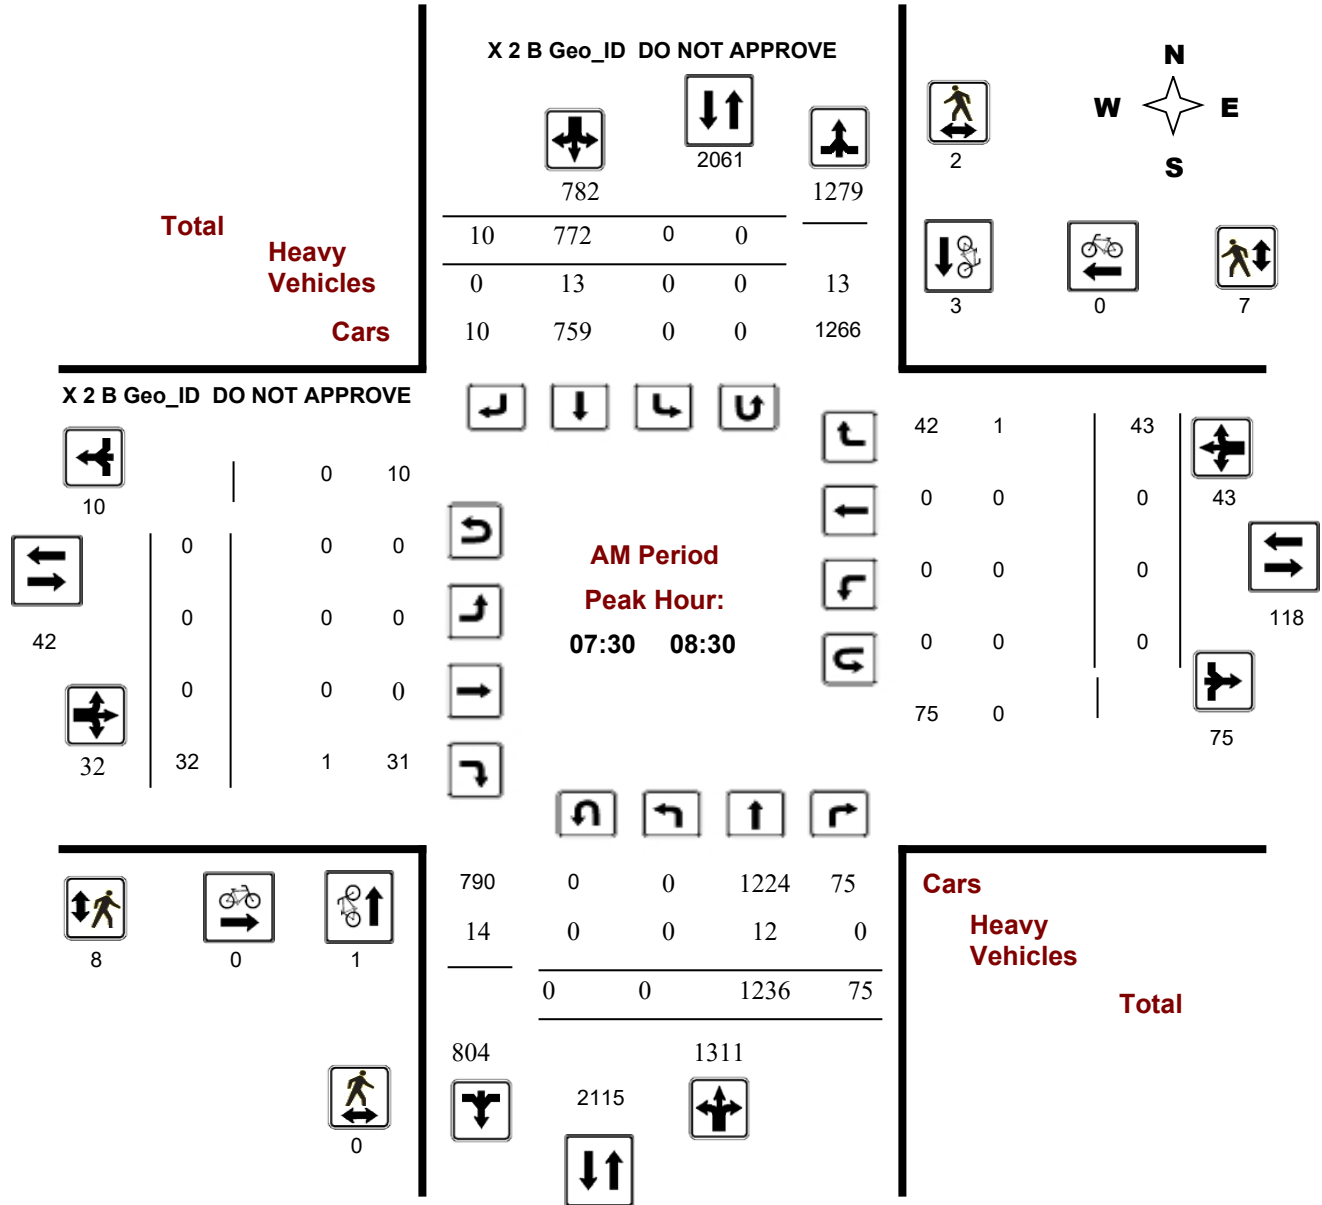 X 2 B Geo_ID DO NOT APPROVE
N
W E
S
2061
2
782 1279
Total
10 772 0 0
Heavy
Vehicles
0 13 0 0 13
3 0 7
Cars
10 759 0 0 1266
X 2 B Geo_ID DO NOT APPROVE
42 1 43
0 10
10
0 0 0 43
0 0 0
AM Period
0 0 0
Peak Hour:
0 0 0
118
42
07:30 08:30
0 0 0
0 0 0
75 0
75
32 32 1 31
790 0 0 1224 75
Cars
14 0 0 12 0
Heavy
Vehicles
8 0 1
0 0 1236 75
Total
804 1311
2115
0